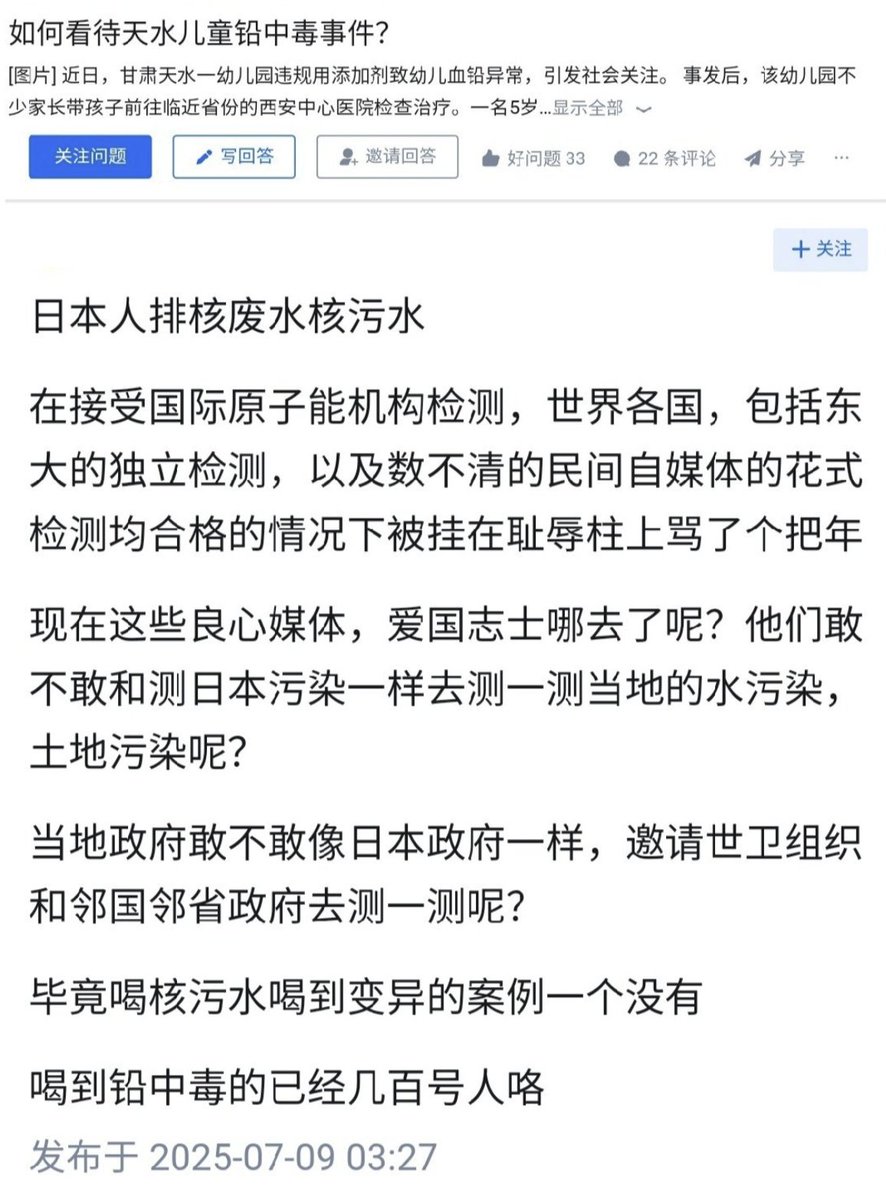 如何看待天水儿童铅中毒事件？
[图片] 近日，甘肃天水一幼儿园违规用添加剂致幼儿血铅异常，引发社会关注。 事发后，该幼儿园不
少家长带孩子前往临近省份的西安中心医院检查治疗。一名5岁...显示全部
关注问题 写回答 邀请回答 好问题 33 22 条评论 分享 ...
+ 关注
日本人排核废水核污水
在接受国际原子能机构检测，世界各国，包括东
大的独立检测，以及数不清的民间自媒体的花式
检测均合格的情况下被挂在耻辱柱上骂了个把年
现在这些良心媒体，爱国志士哪去了呢？他们敢
不敢和测日本污染一样去测一测当地的水污染，
土地污染呢？
当地政府敢不敢像日本政府一样，邀请世卫组织
和邻国邻省政府去测一测呢？
毕竟喝核污水喝到变异的案例一个没有
喝到铅中毒的已经几百号人咯
发布于 2025-07-09 03:27